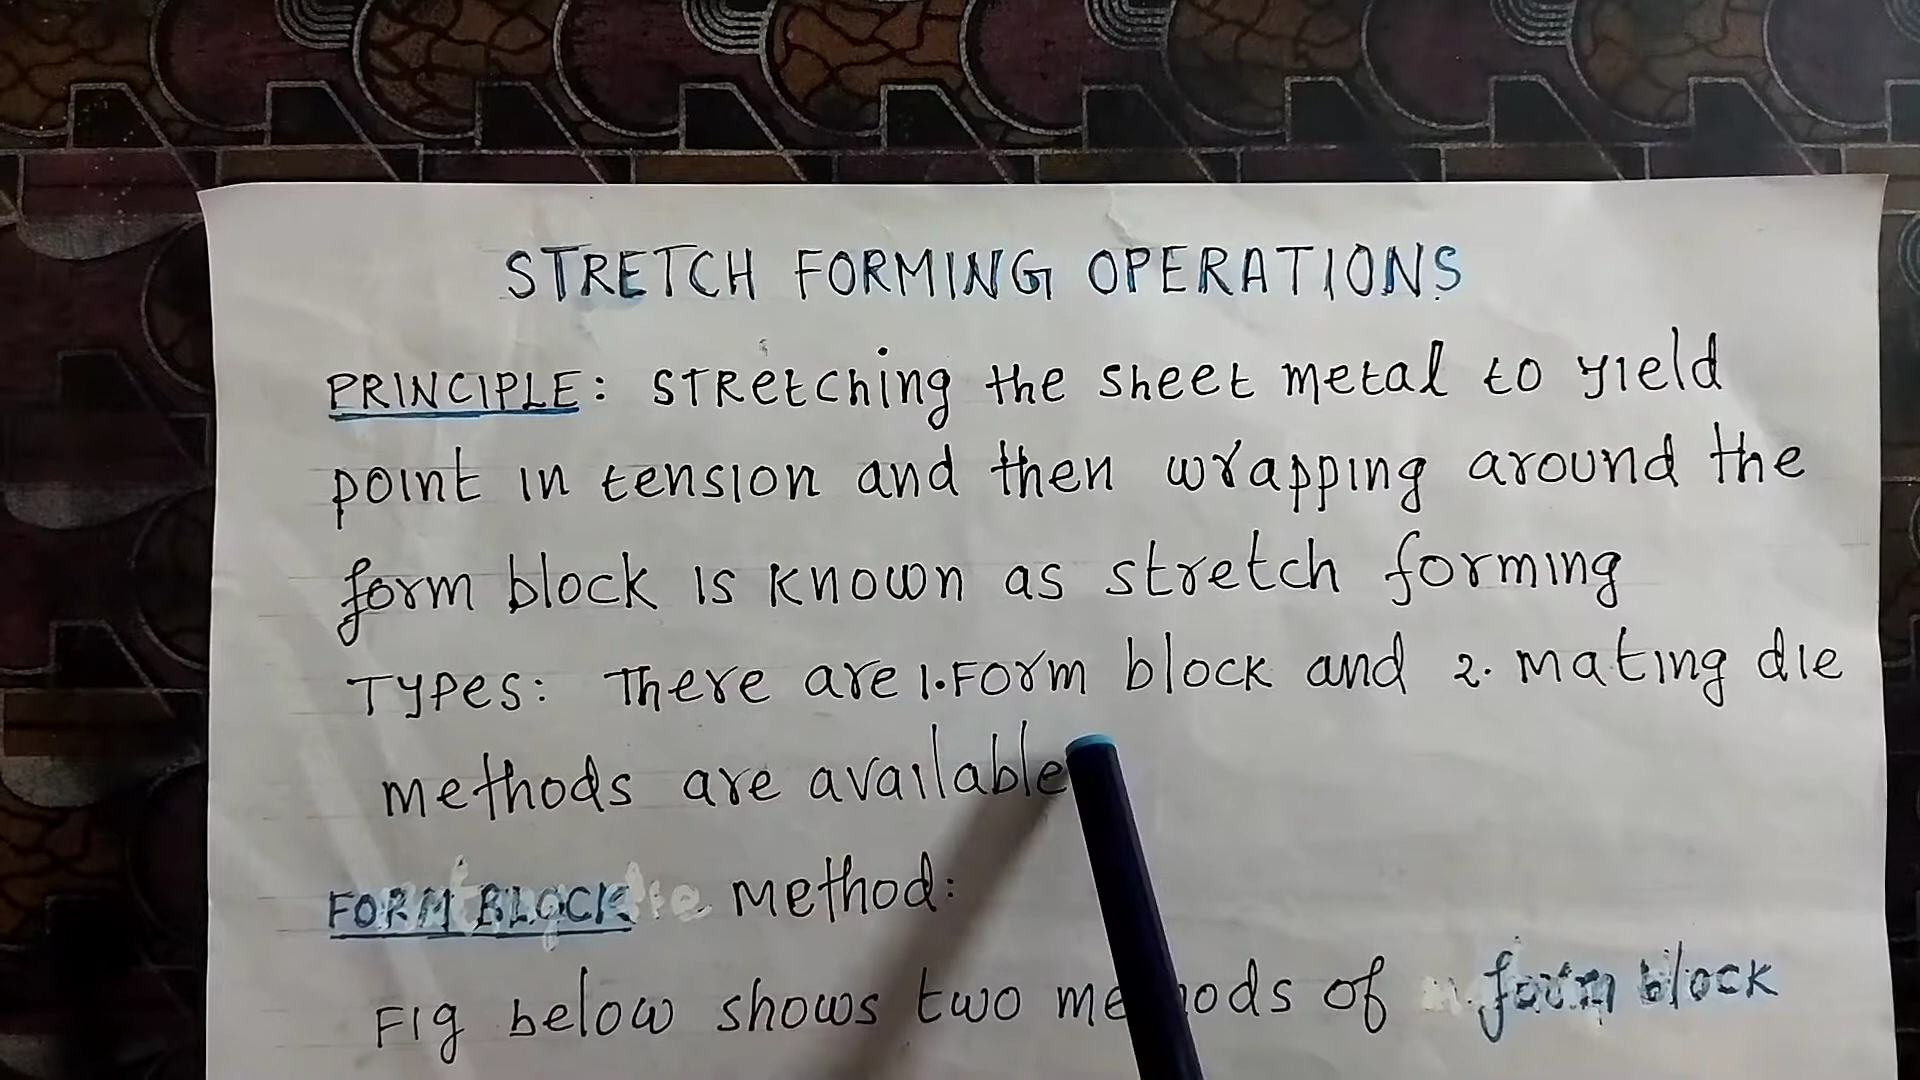 STRETCH FORMING OPERATIONS
PRINCIPLE: STRetching the sheet metal to yield
point in tension and then wrapping around the
form block is known as stretch forming
Types: There are 1. Form block and 2. mating die
methods are available
FORM BLOCK method:
Fig below shows two me ods of form block